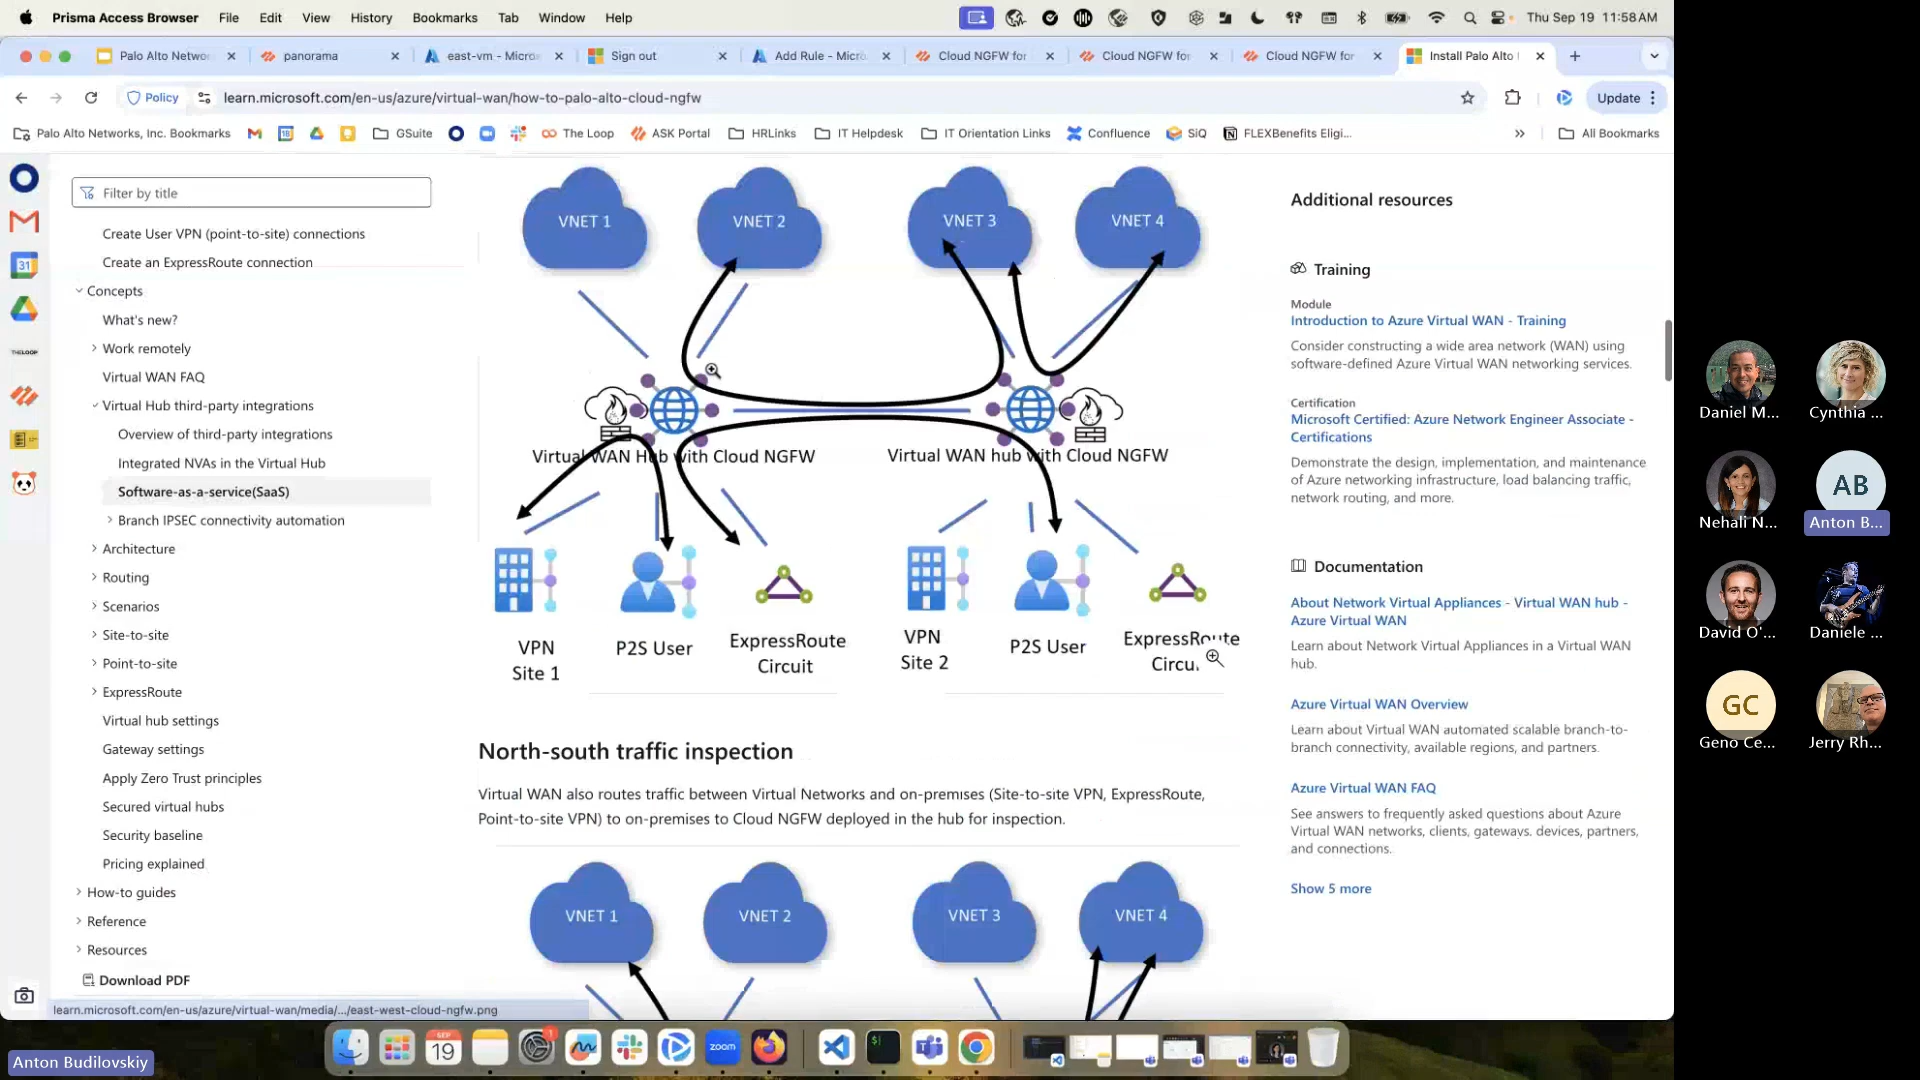 Prisma Access Browser File Edit View History Bookmarks Tab Window Help
Thu Sep 19 11:58 AM
Palo Alto Networ
panorama
east-vm - Micros
Sign out
Add Rule - Micro
Cloud NGFW for
Cloud NGFW for
Cloud NGFW for
Install Palo Alto
Policy
learn.microsoft.com/en-us/azure/virtual-wan/how-to-palo-alto-cloud-ngfw
Update
Palo Alto Networks, Inc. Bookmarks
GSuite
The Loop
ASK Portal
HRLinks
IT Helpdesk
IT Orientation Links
Confluence
SiQ
FLEXBenefits Eligi...
All Bookmarks
31
THE LOOP
Filter by title
Create User VPN (point-to-site) connections
Create an ExpressRoute connection
Concepts
What's new?
Work remotely
Virtual WAN FAQ
Virtual Hub third-party integrations
Overview of third-party integrations
Integrated NVAs in the Virtual Hub
Software-as-a-service(SaaS)
Branch IPSEC connectivity automation
Architecture
Routing
Scenarios
Site-to-site
Point-to-site
ExpressRoute
Virtual hub settings
Gateway settings
Apply Zero Trust principles
Secured virtual hubs
Security baseline
Pricing explained
How-to guides
Reference
Resources
Download PDF
learn.microsoft.com/en-us/azure/virtual-wan/media/.../east-west-cloud-ngfw.png
VNET 1
VNET 2
VNET 3
VNET 4
Virtual WAN Hub with Cloud NGFW
Virtual WAN hub with Cloud NGFW
VPN
Site 1
P2S User
ExpressRoute
Circuit
VPN
Site 2
P2S User
ExpressRoute
North-south traffic inspection
Virtual WAN also routes traffic between Virtual Networks and on-premises (Site-to-site VPN, ExpressRoute,
Point-to-site VPN) to on-premises to Cloud NGFW deployed in the hub for inspection.
VNET 1
VNET 2
VNET 3
VNET 4
Additional resources
Training
Module
Introduction to Azure Virtual WAN - Training
Consider constructing a wide area network (WAN) using
software-defined Azure Virtual WAN networking services.
Certification
Microsoft Certified: Azure Network Engineer Associate -
Certifications
Demonstrate the design, implementation, and maintenance
of Azure networking infrastructure, load balancing traffic,
network routing, and more.
Documentation
About Network Virtual Appliances - Virtual WAN hub -
Azure Virtual WAN
Learn about Network Virtual Appliances in a Virtual WAN
hub.
Azure Virtual WAN Overview
Learn about Virtual WAN automated scalable branch-to-
branch connectivity, available regions, and partners.
Azure Virtual WAN FAQ
See answers to frequently asked questions about Azure
Virtual WAN networks, clients, gateways, devices, partners,
and connections.
Show 5 more
Daniel M...
Cynthia ...
Nehali N...
AB
Anton B...
David O'...
Daniele ...
GC
Geno Ce...
Jerry Rh...
SEP
19
1
zoom
Anton Budilovskiy